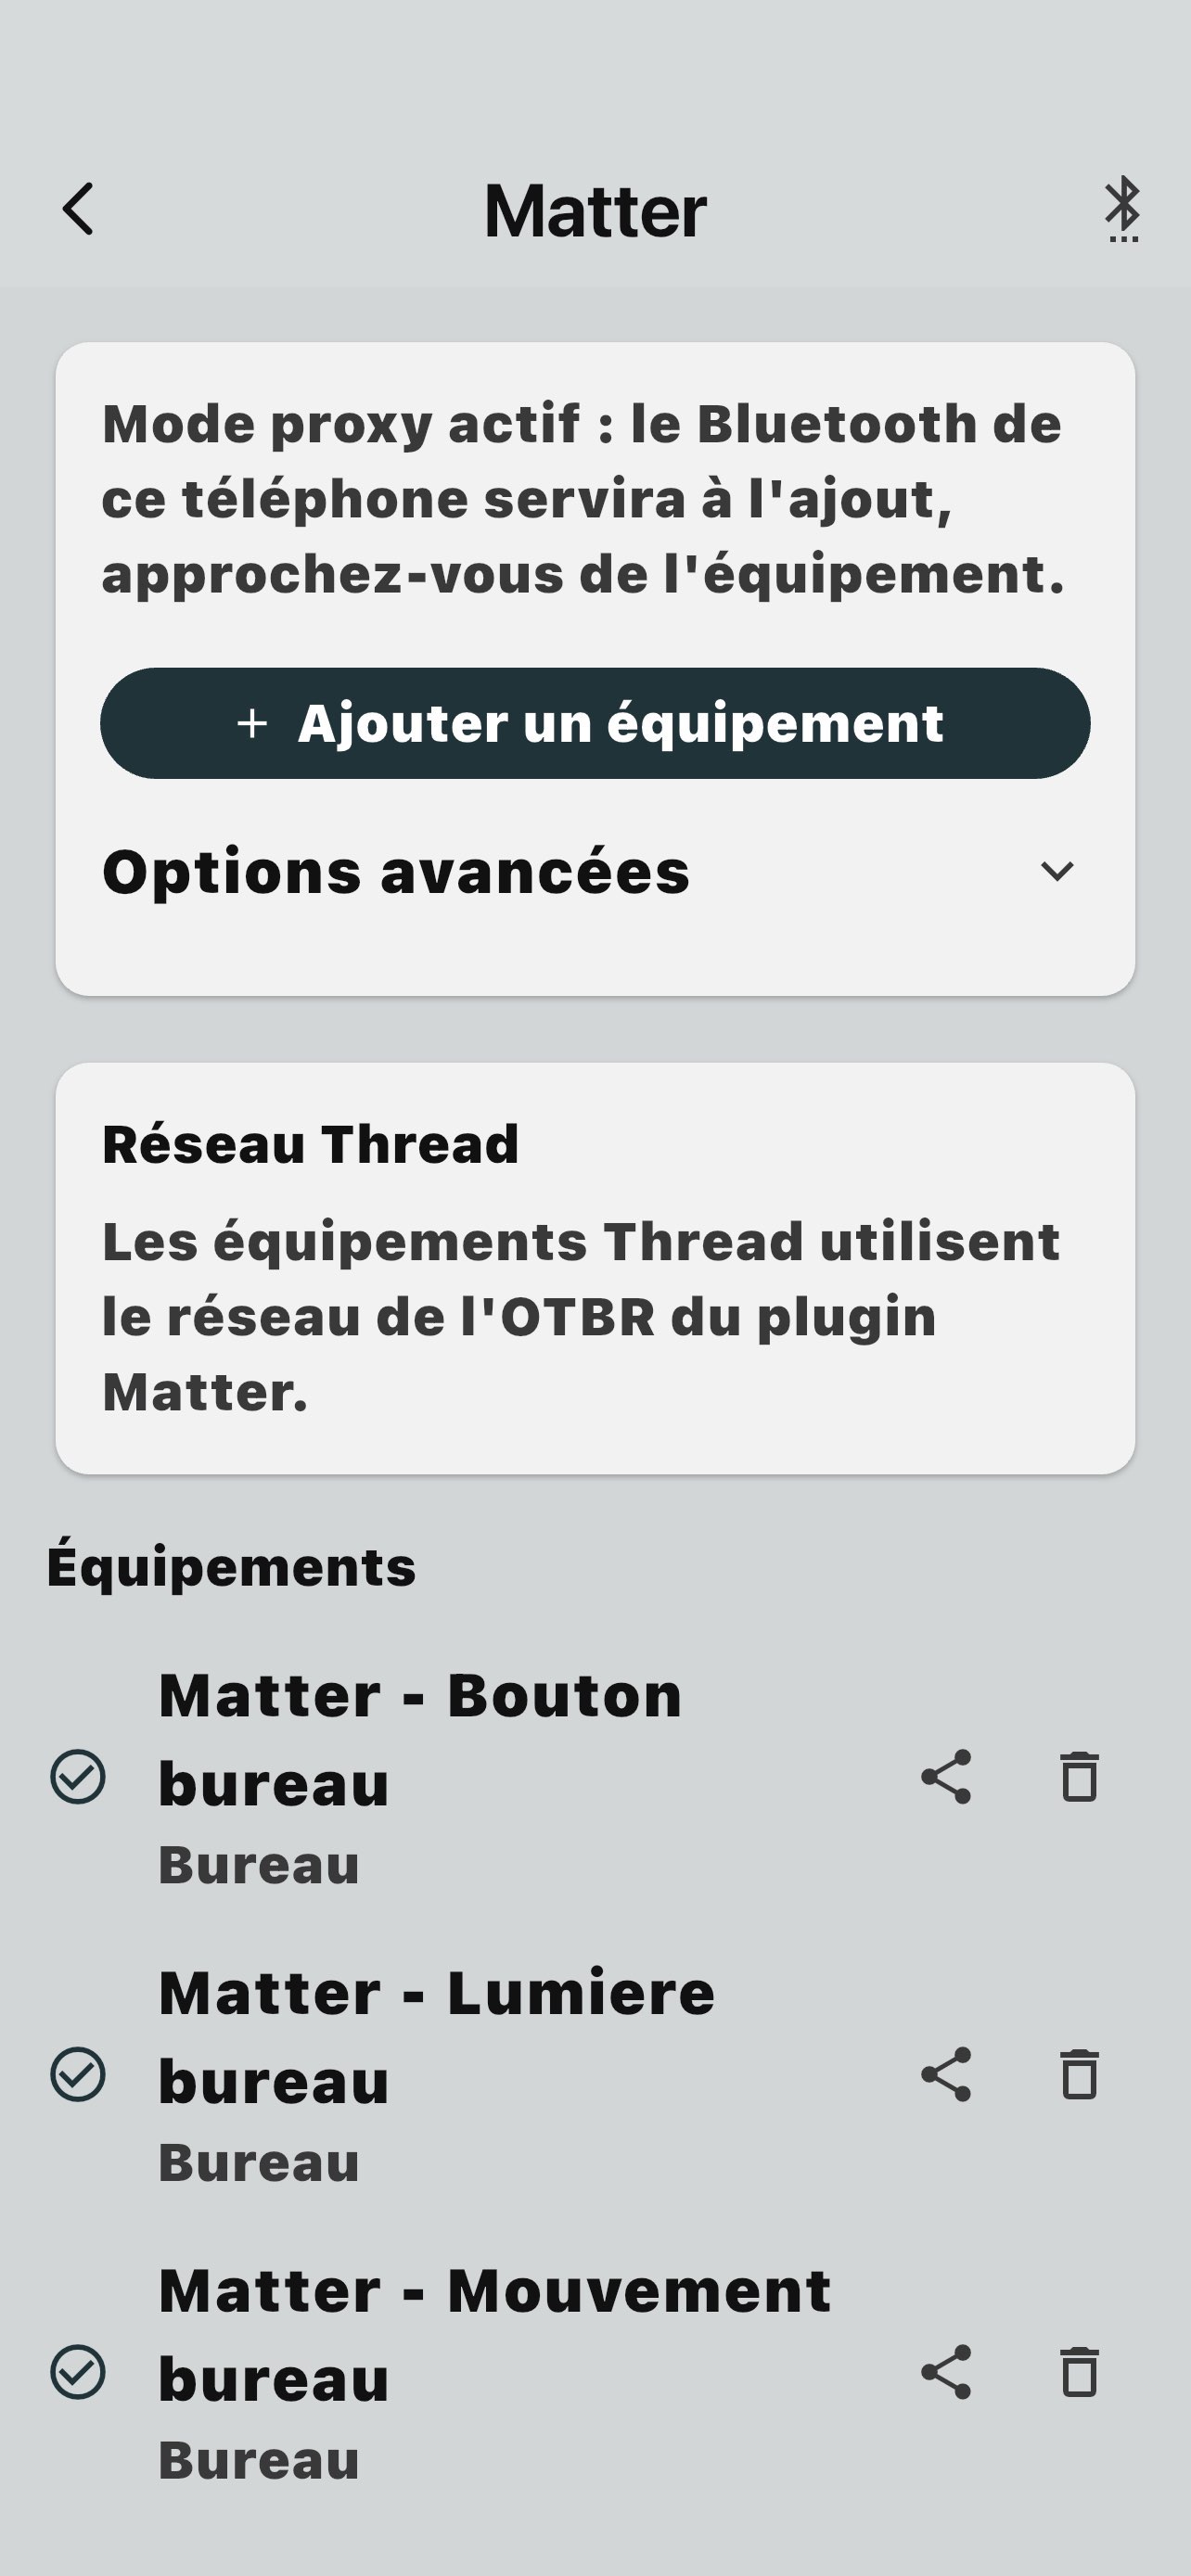 Matter
Mode proxy actif : le Bluetooth de
ce téléphone servira à l'ajout,
approchez-vous de l'équipement.
+ Ajouter un équipement
Options avancées
Réseau Thread
Les équipements Thread utilisent
le réseau de l'OTBR du plugin
Matter.
Équipements
Matter - Bouton
bureau
Bureau
Matter - Lumiere
bureau
Bureau
Matter - Mouvement
bureau
Bureau